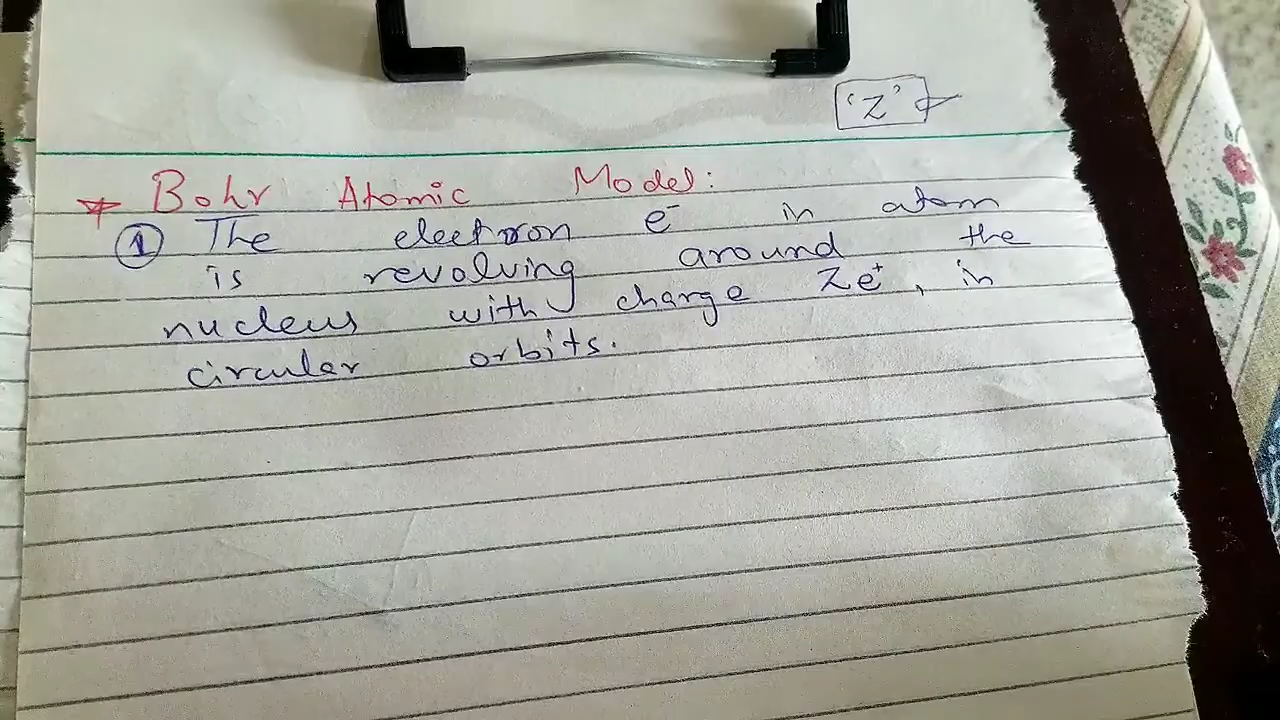 'Z'
* Bohr Atomic Model:
① The electron e⁻ in atom
is revolving around the
nucleus with charge Ze⁺, in
circular orbits.